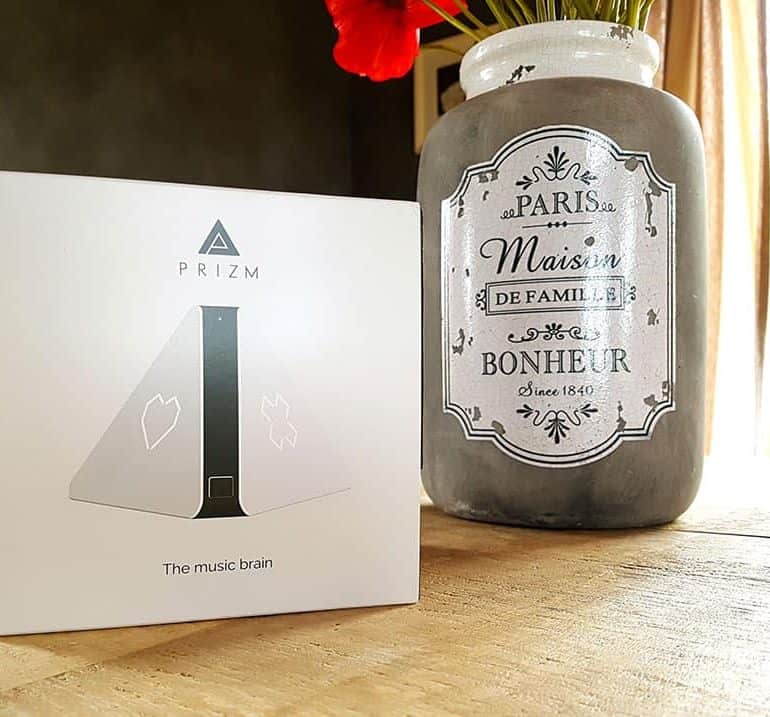 PRIZM
The music brain
PARIS
Maison
DE FAMILLE
BONHEUR
Since 1840